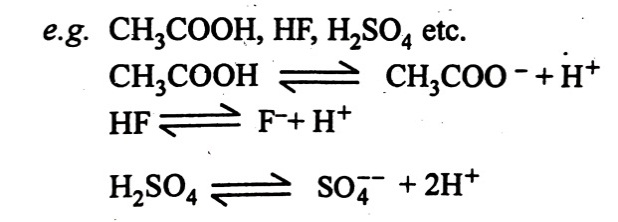 e.g. CH₃COOH, HF, H₂SO₄ etc.
CH₃COOH ⇌ CH₃COO⁻ + H⁺
HF ⇌ F⁻ + H⁺
H₂SO₄ ⇌ SO₄⁻⁻ + 2H⁺